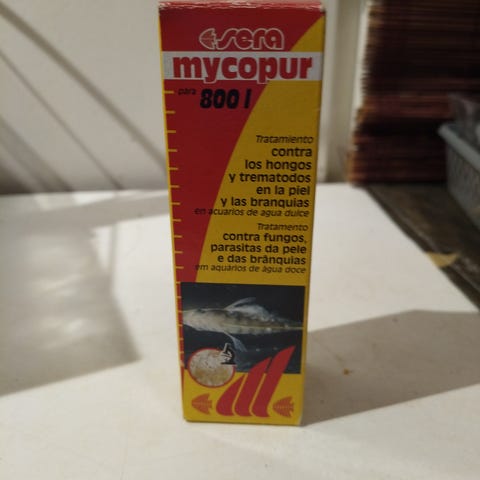 sera
mycopur
para 800 l
Tratamiento
contra
los hongos
y trematodos
en la piel
y las branquias
en acuarios de agua dulce
Tratamento
contra fungos,
parasitas da pele
e das brânquias
em aquários de água doce